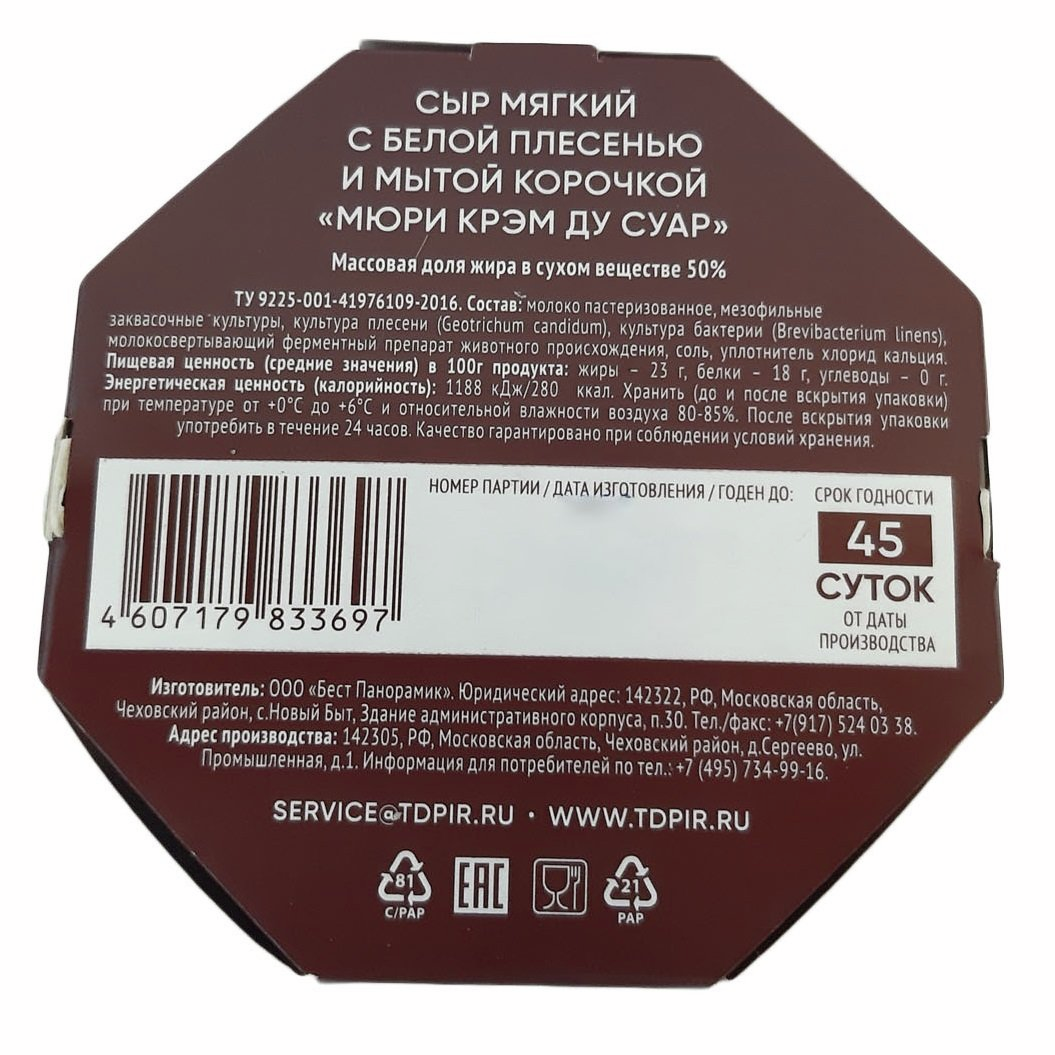 СЫР МЯГКИЙ
С БЕЛОЙ ПЛЕСЕНЬЮ
И МЫТОЙ КОРОЧКОЙ
«МЮРИ КРЭМ ДУ СУАР»
Массовая доля жира в сухом веществе 50%
ТУ 9225-001-41976109-2016. Состав: молоко пастеризованное, мезофильные
заквасочные культуры, культура плесени (Geotrichum candidum), культура бактерии (Brevibacterium linens),
молокосвертывающий ферментный препарат животного происхождения, соль, уплотнитель хлорид кальция.
Пищевая ценность (средние значения) в 100г продукта: жиры – 23 г, белки – 18 г, углеводы – 0 г.
Энергетическая ценность (калорийность): 1188 кДж/280 ккал. Хранить (до и после вскрытия упаковки)
при температуре от +0°С до +6°С и относительной влажности воздуха 80-85%. После вскрытия упаковки
употребить в течение 24 часов. Качество гарантировано при соблюдении условий хранения.
НОМЕР ПАРТИИ / ДАТА ИЗГОТОВЛЕНИЯ / ГОДЕН ДО:
СРОК ГОДНОСТИ
45
СУТОК
ОТ ДАТЫ
ПРОИЗВОДСТВА
4 607179 833697
Изготовитель: ООО «Бест Панорамик». Юридический адрес: 142322, РФ, Московская область,
Чеховский район, с.Новый Быт, Здание административного корпуса, п.30. Тел./факс: +7(917) 524 03 38.
Адрес производства: 142305, РФ, Московская область, Чеховский район, д.Сергеево, ул.
Промышленная, д.1. Информация для потребителей по тел.: +7 (495) 734-99-16.
SERVICE@TDPIR.RU · WWW.TDPIR.RU
81
C/PAP
EAC
21
PAP